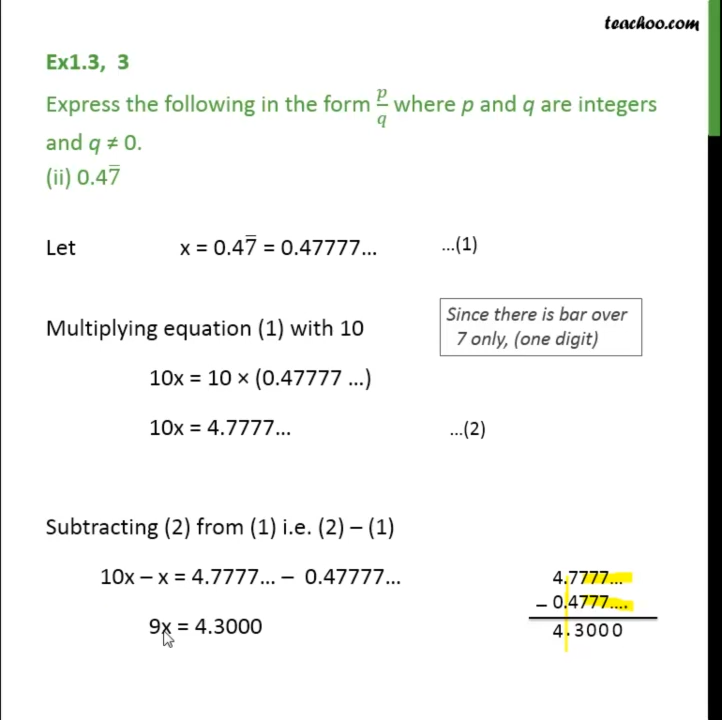 teachoo.com
Ex1.3, 3
Express the following in the form p/q where p and q are integers
and q ≠ 0.
(ii) 0.47̅
Let x = 0.47̅ = 0.47777... ...(1)
Since there is bar over
7 only, (one digit)
Multiplying equation (1) with 10
10x = 10 × (0.47777 ...)
10x = 4.7777... ...(2)
Subtracting (2) from (1) i.e. (2) – (1)
10x – x = 4.7777... – 0.47777...
9x = 4.3000
4.7777...
– 0.4777....
4.3000